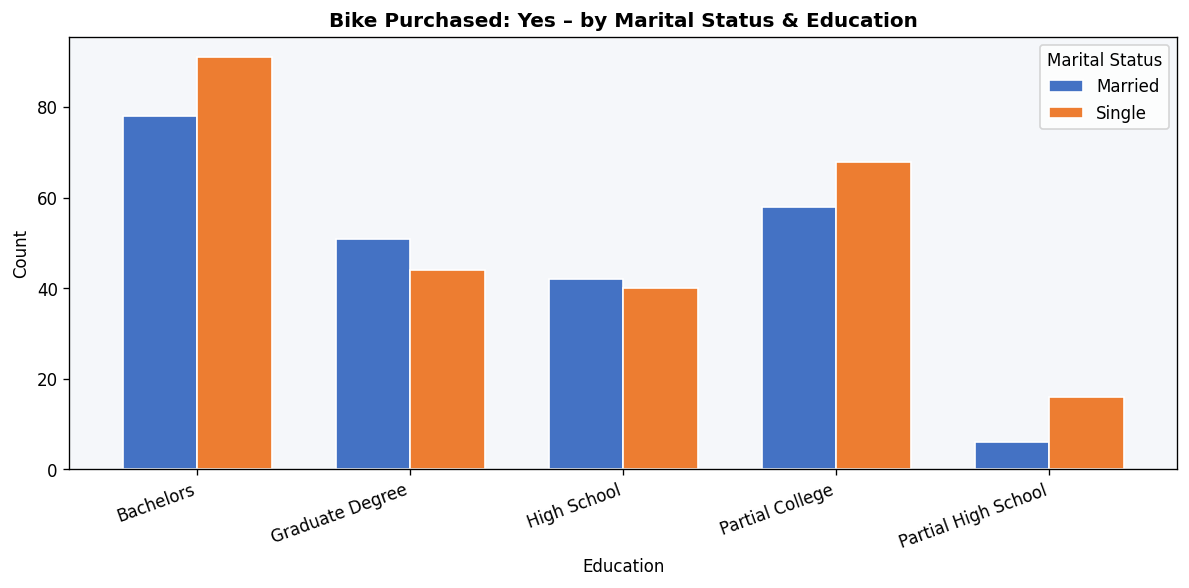 Bike Purchased: Yes – by Marital Status & Education
Marital Status
Married
Single
Count
80
60
40
20
0
Bachelors
Graduate Degree
High School
Partial College
Partial High School
Education